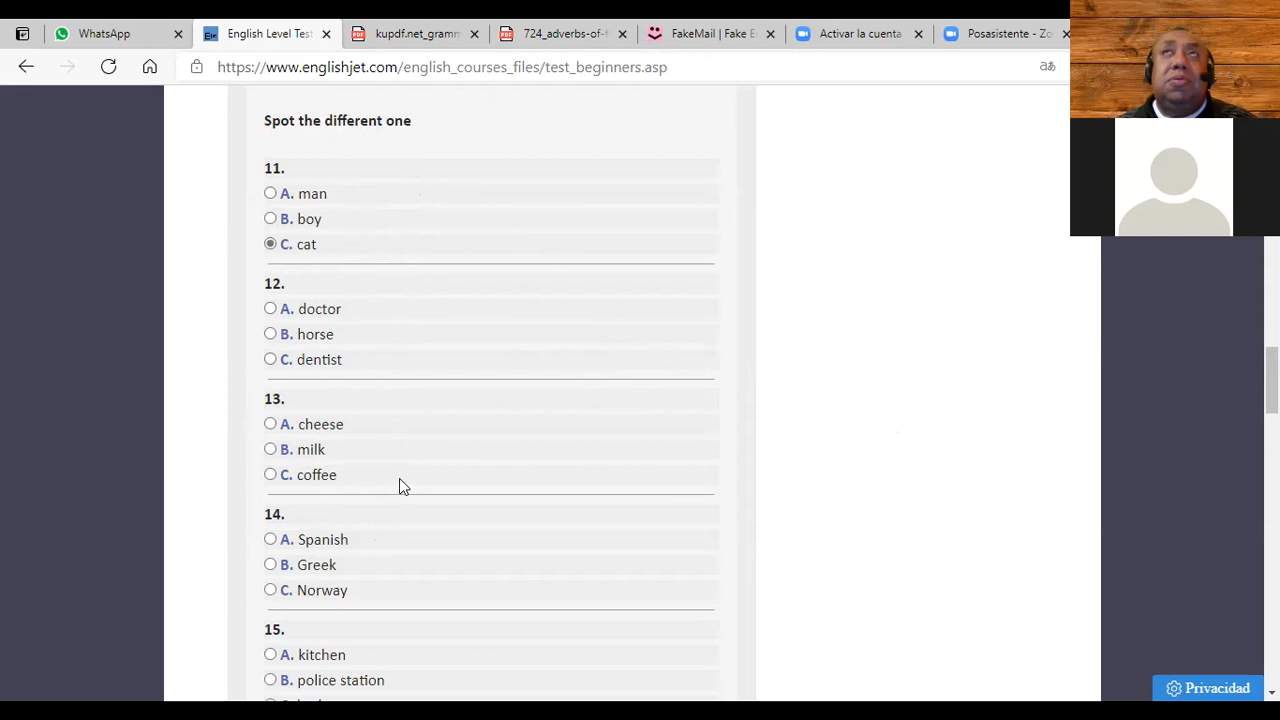 WhatsApp
English Level Test
kupdf.net_gramm
724_adverbs-of-f
FakeMail | Fake E
Activar la cuenta
Posasistente - Zo
https://www.englishjet.com/english_courses_files/test_beginners.asp
Spot the different one
11.
A. man
B. boy
C. cat
12.
A. doctor
B. horse
C. dentist
13.
A. cheese
B. milk
C. coffee
14.
A. Spanish
B. Greek
C. Norway
15.
A. kitchen
B. police station
Privacidad